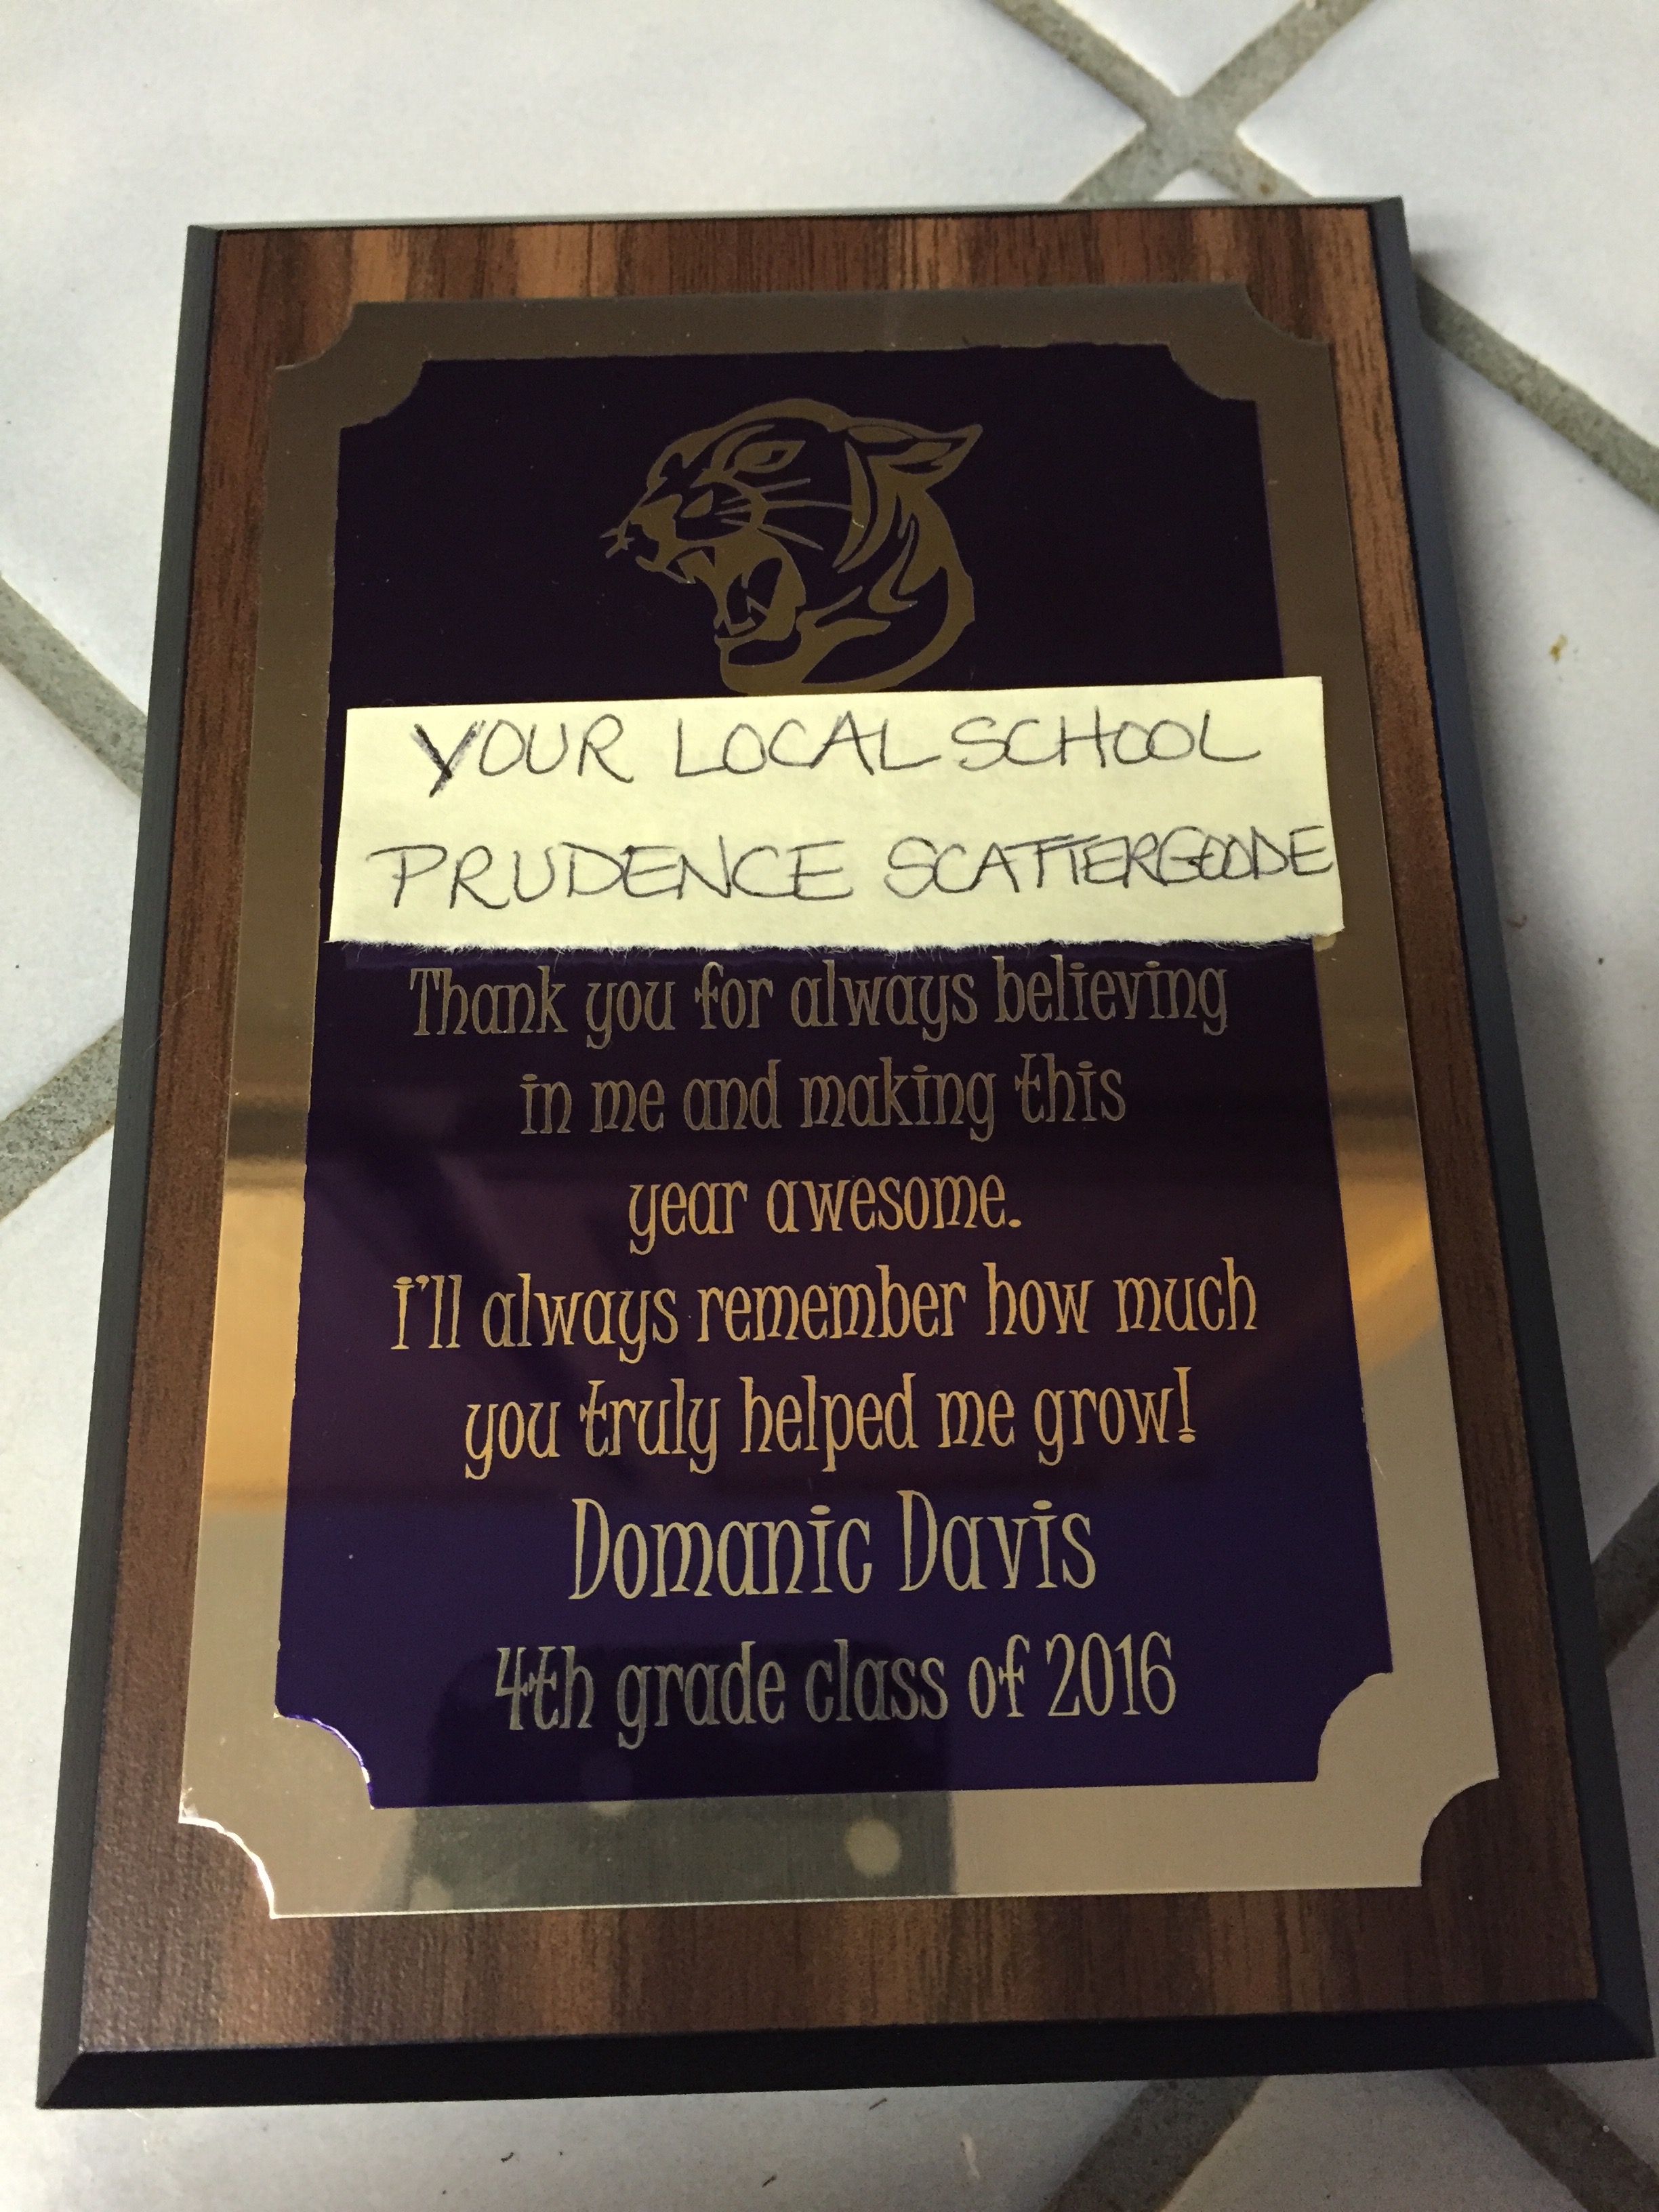 YOUR LOCAL SCHOOL
PRUDENCE SCATTERGOODE
Thank you for always believing
in me and making this
year awesome.
I'll always remember how much
you truly helped me grow!
Domanic Davis
4th grade class of 2016